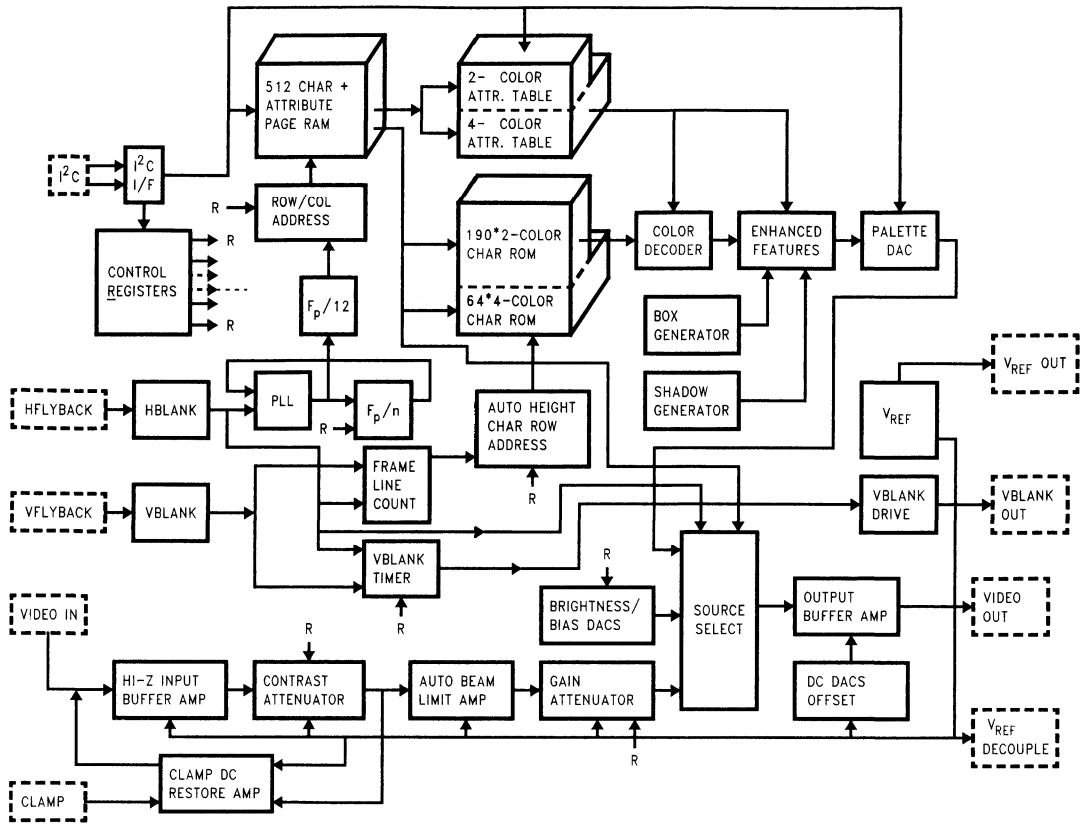 512 CHAR +
ATTRIBUTE
PAGE RAM
2- COLOR
ATTR. TABLE
4- COLOR
ATTR. TABLE
I²C
I²C
I/F
R
ROW/COL
ADDRESS
190*2-COLOR
CHAR ROM
64*4-COLOR
CHAR ROM
COLOR
DECODER
ENHANCED
FEATURES
PALETTE
DAC
CONTROL
REGISTERS
R
R
Fp/12
BOX
GENERATOR
SHADOW
GENERATOR
VREF OUT
VREF
HFLYBACK
HBLANK
PLL
Fp/n
R
AUTO HEIGHT
CHAR ROW
ADDRESS
R
FRAME
LINE
COUNT
VFLYBACK
VBLANK
VBLANK
TIMER
R
VBLANK
DRIVE
VBLANK
OUT
R
BRIGHTNESS/
BIAS DACS
SOURCE
SELECT
OUTPUT
BUFFER AMP
VIDEO
OUT
VIDEO IN
R
HI-Z INPUT
BUFFER AMP
CONTRAST
ATTENUATOR
AUTO BEAM
LIMIT AMP
GAIN
ATTENUATOR
R
DC DACS
OFFSET
VREF
DECOUPLE
CLAMP DC
RESTORE AMP
CLAMP